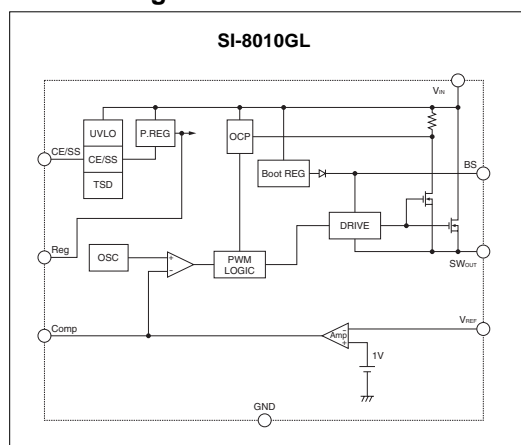 SI-8010GL
VIN
UVLO
P.REG
OCP
CE/SS
CE/SS
TSD
Boot REG
BS
DRIVE
Reg
OSC
+
-
PWM
LOGIC
SWOUT
Comp
Amp
-
+
VREF
1V
GND